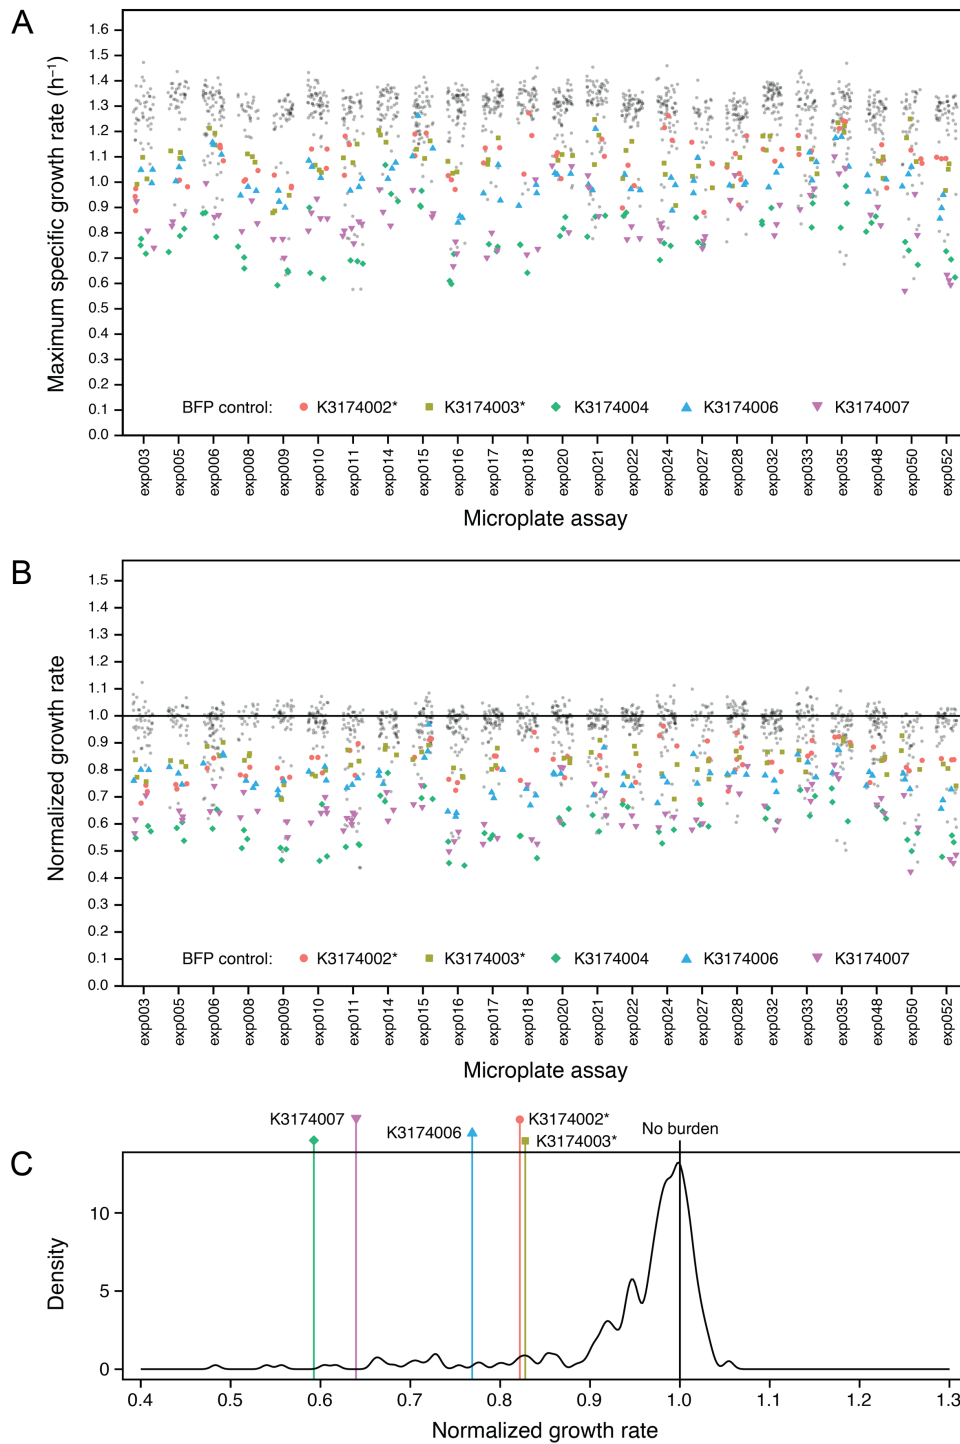 A
Maximum specific growth rate (h⁻¹)
1.6
1.5
1.4
1.3
1.2
1.1
1.0
0.9
0.8
0.7
0.6
0.5
0.4
0.3
0.2
0.1
0.0
BFP control: K3174002* K3174003* K3174004 K3174006 K3174007
exp003 exp005 exp006 exp008 exp009 exp010 exp011 exp014 exp015 exp016 exp017 exp018 exp020 exp021 exp022 exp024 exp027 exp028 exp032 exp033 exp035 exp048 exp050 exp052
Microplate assay
B
Normalized growth rate
1.5
1.4
1.3
1.2
1.1
1.0
0.9
0.8
0.7
0.6
0.5
0.4
0.3
0.2
0.1
0.0
BFP control: K3174002* K3174003* K3174004 K3174006 K3174007
exp003 exp005 exp006 exp008 exp009 exp010 exp011 exp014 exp015 exp016 exp017 exp018 exp020 exp021 exp022 exp024 exp027 exp028 exp032 exp033 exp035 exp048 exp050 exp052
Microplate assay
C
K3174007
K3174006
K3174002*
K3174003*
No burden
Density
10
5
0
0.4 0.5 0.6 0.7 0.8 0.9 1.0 1.1 1.2 1.3
Normalized growth rate